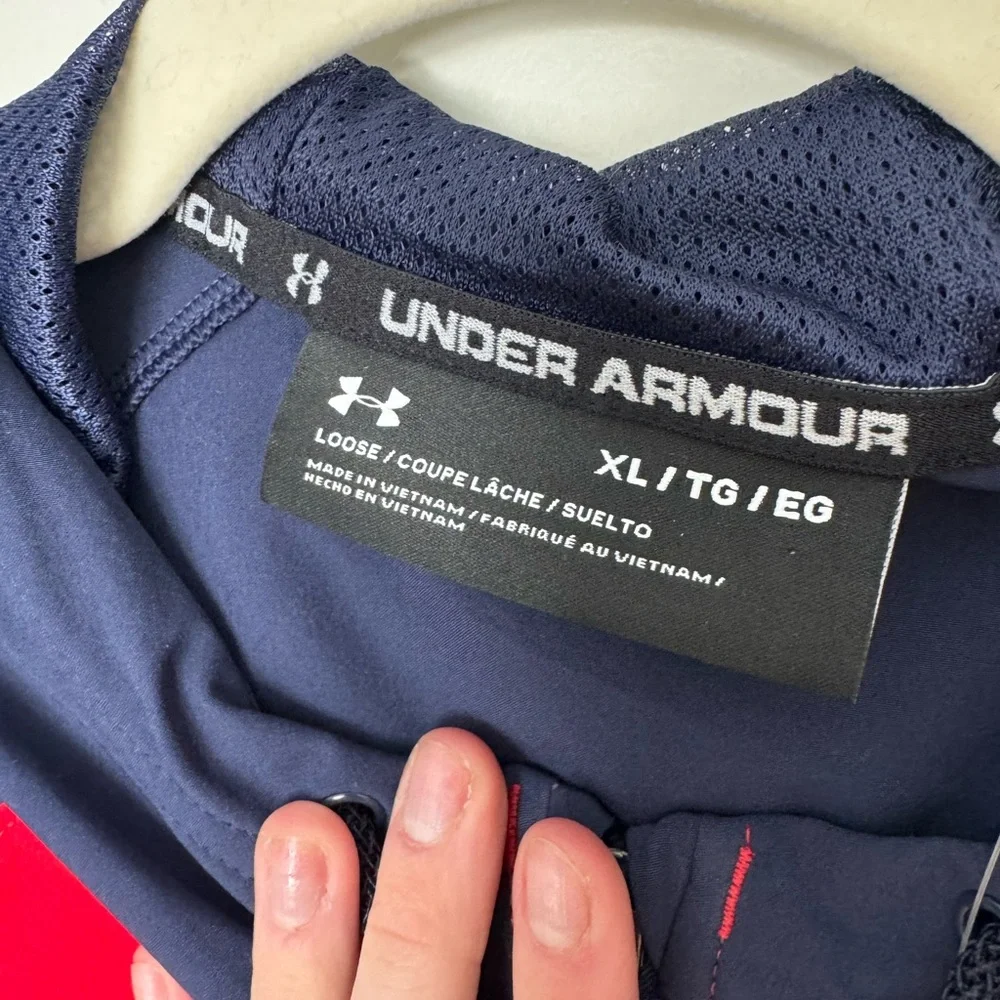 UNDER ARMOUR
XL / TG / EG
LOOSE / COUPE LÂCHE / SUELTO
MADE IN VIETNAM / FABRIQUÉ AU VIETNAM /
HECHO EN VIETNAM